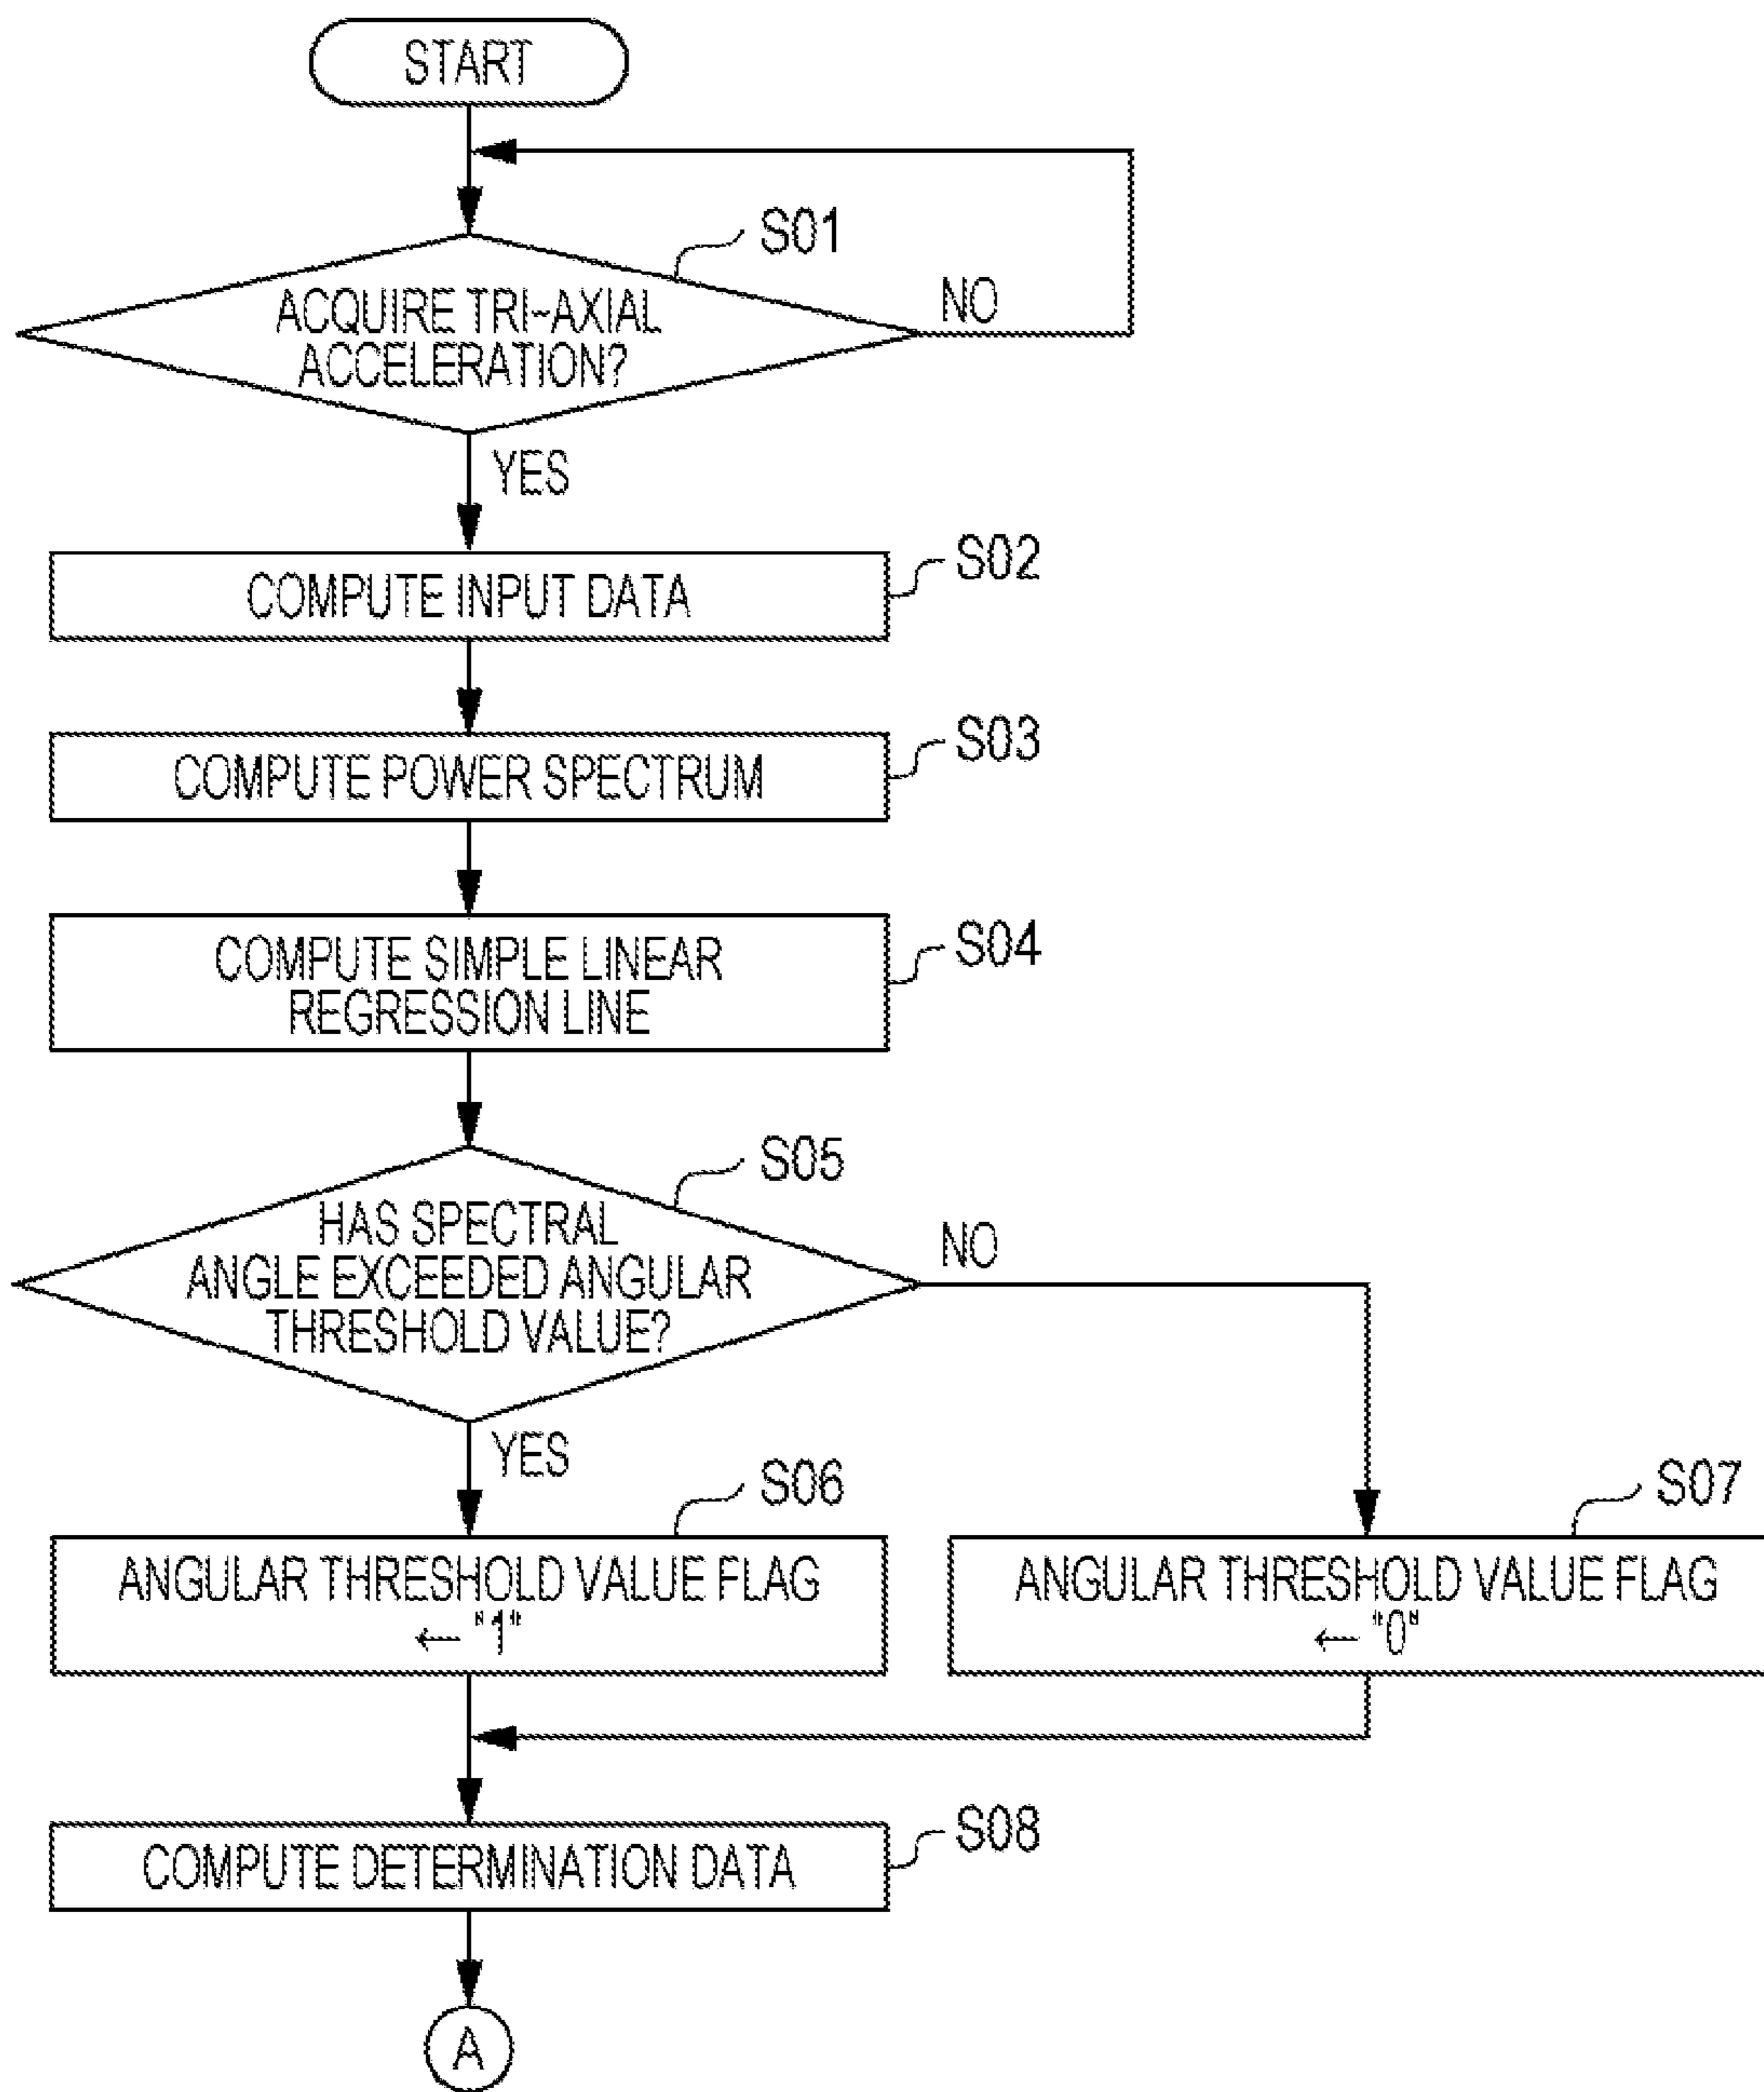 START
S01
ACQUIRE TRI-AXIAL
ACCELERATION?
NO
YES
S02
COMPUTE INPUT DATA
S03
COMPUTE POWER SPECTRUM
S04
COMPUTE SIMPLE LINEAR
REGRESSION LINE
S05
HAS SPECTRAL
ANGLE EXCEEDED ANGULAR
THRESHOLD VALUE?
NO
YES
S06
ANGULAR THRESHOLD VALUE FLAG
← "1"
S07
ANGULAR THRESHOLD VALUE FLAG
← "0"
S08
COMPUTE DETERMINATION DATA
A